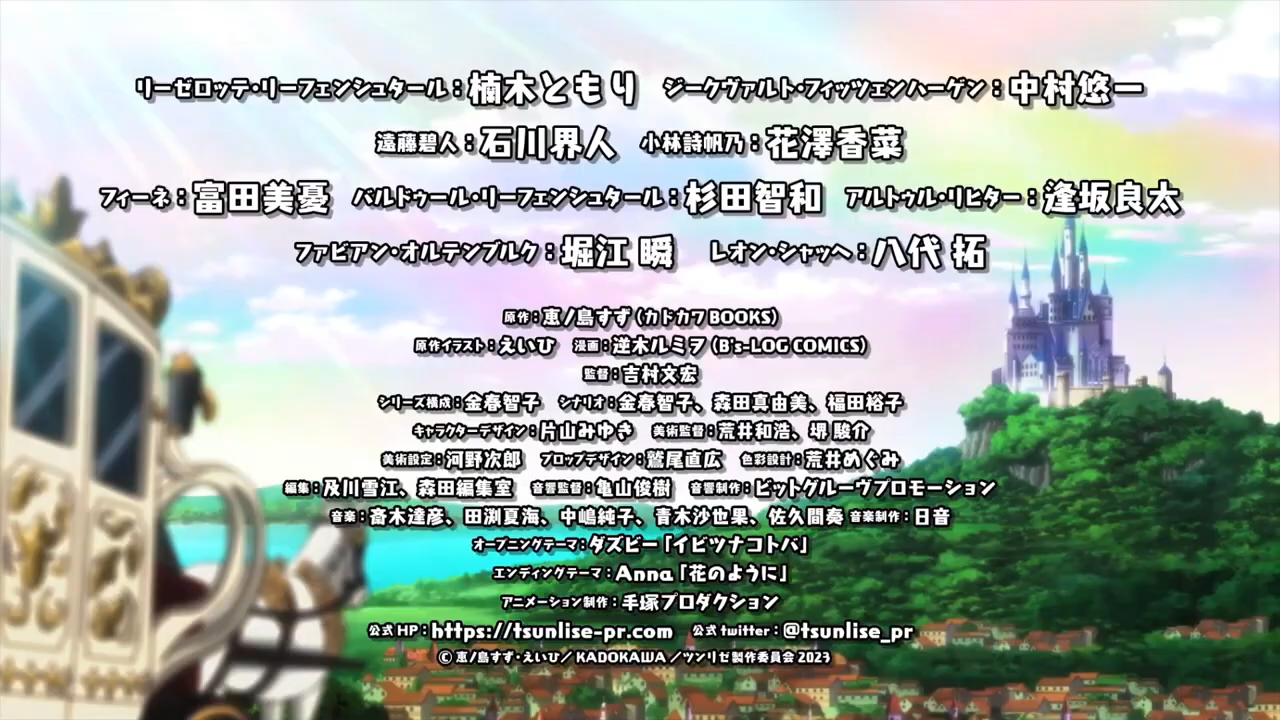 リーゼロッテ・リーフェンシュタール：楠木ともり　ジークヴァルト・フィッツェンハーゲン：中村悠一
遠藤碧人：石川界人　小林詩帆乃：花澤香菜
フィーネ：富田美憂　バルドゥール・リーフェンシュタール：杉田智和　アルトゥル・リヒター：逢坂良太
ファビアン・オルテンブルク：堀江 瞬　レオン・シャッヘ：八代 拓
原作：恵ノ島すず（カドカワBOOKS）
原作イラスト：えいひ　漫画：逆木ルミヲ（B's-LOG COMICS）
監督：吉村文宏
シリーズ構成：金春智子　シナリオ：金春智子、森田真由美、福田裕子
キャラクターデザイン：片山みゆき　美術監督：荒井和浩、堺 駿介
美術設定：河野次郎　プロップデザイン：鷲尾直広　色彩設計：荒井めぐみ
編集：及川雪江、森田編集室　音響監督：亀山俊樹　音響制作：ビットグルーヴプロモーション
音楽：斎木達彦、田渕夏海、中嶋純子、青木沙也果、佐久間奏 音楽制作：日音
オープニングテーマ：ダズビー「イビツナコトバ」
エンディングテーマ：Anna「花のように」
アニメーション制作：手塚プロダクション
公式HP：https://tsunlise-pr.com　公式twitter：@tsunlise_pr
© 恵ノ島すず・えいひ／KADOKAWA／ツンリゼ製作委員会2023